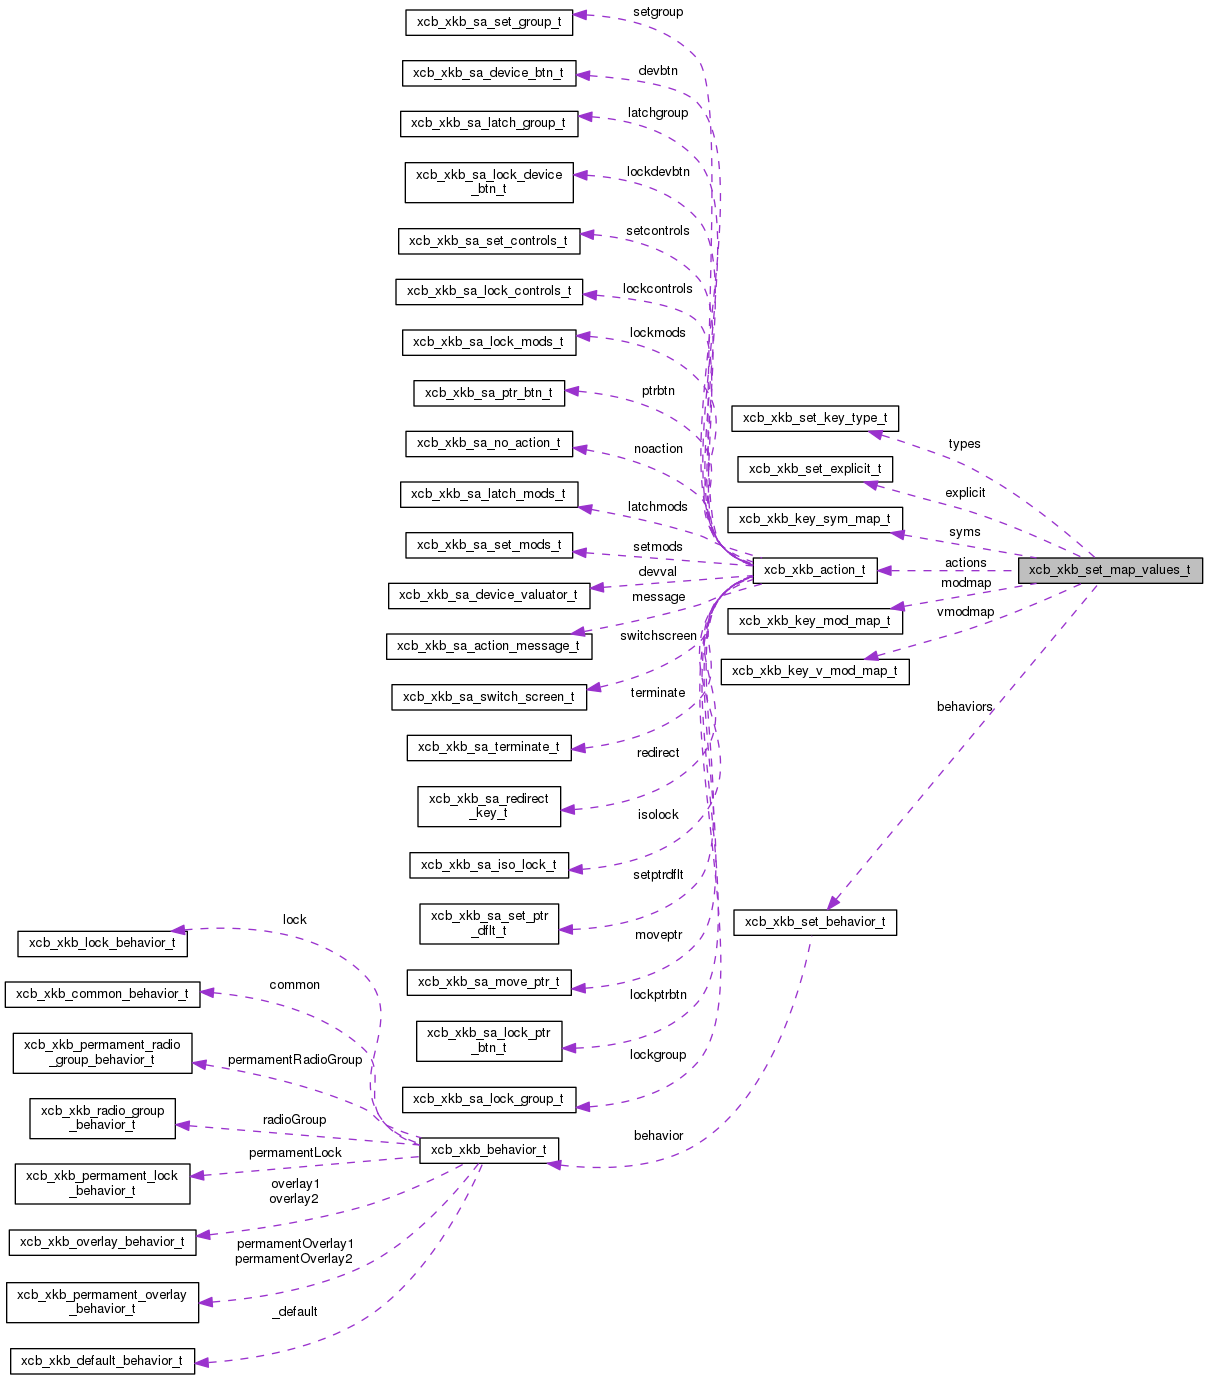 setgroup
xcb_xkb_sa_set_group_t
devbtn
xcb_xkb_sa_device_btn_t
latchgroup
xcb_xkb_sa_latch_group_t
lockdevbtn
xcb_xkb_sa_lock_device
_btn_t
setcontrols
xcb_xkb_sa_set_controls_t
lockcontrols
xcb_xkb_sa_lock_controls_t
lockmods
xcb_xkb_sa_lock_mods_t
ptrbtn
xcb_xkb_sa_ptr_btn_t
noaction
xcb_xkb_sa_no_action_t
latchmods
xcb_xkb_sa_latch_mods_t
setmods
xcb_xkb_sa_set_mods_t
devval
xcb_xkb_sa_device_valuator_t
message
xcb_xkb_sa_action_message_t
switchscreen
xcb_xkb_sa_switch_screen_t
terminate
xcb_xkb_sa_terminate_t
redirect
xcb_xkb_sa_redirect
_key_t
isolock
xcb_xkb_sa_iso_lock_t
setptrdflt
xcb_xkb_sa_set_ptr
_dflt_t
moveptr
xcb_xkb_sa_move_ptr_t
lockptrbtn
xcb_xkb_sa_lock_ptr
_btn_t
lockgroup
xcb_xkb_sa_lock_group_t
xcb_xkb_set_key_type_t
types
xcb_xkb_set_explicit_t
explicit
xcb_xkb_key_sym_map_t
syms
xcb_xkb_action_t
actions
xcb_xkb_set_map_values_t
modmap
xcb_xkb_key_mod_map_t
vmodmap
xcb_xkb_key_v_mod_map_t
behaviors
xcb_xkb_set_behavior_t
behavior
xcb_xkb_behavior_t
lock
xcb_xkb_lock_behavior_t
common
xcb_xkb_common_behavior_t
permamentRadioGroup
xcb_xkb_permament_radio
_group_behavior_t
radioGroup
xcb_xkb_radio_group
_behavior_t
permamentLock
xcb_xkb_permament_lock
_behavior_t
overlay1
overlay2
xcb_xkb_overlay_behavior_t
permamentOverlay1
permamentOverlay2
xcb_xkb_permament_overlay
_behavior_t
_default
xcb_xkb_default_behavior_t